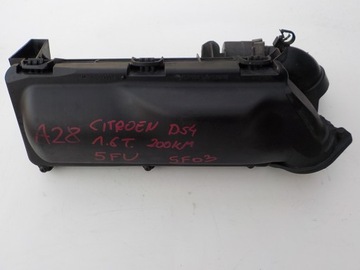 A28 CITROEN DS4
1.6T. 200KM
5FU 5F03